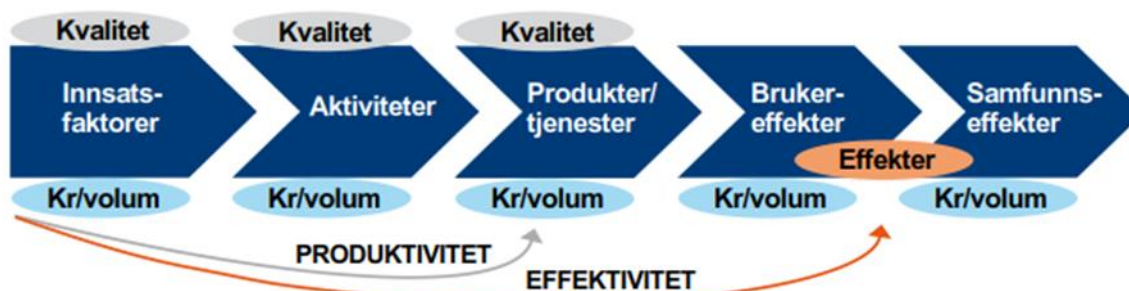 Kvalitet
Kvalitet
Kvalitet
Innsats-
faktorer
Aktiviteter
Produkter/
tjenester
Bruker-
effekter
Samfunns-
effekter
Effekter
Kr/volum
Kr/volum
Kr/volum
Kr/volum
Kr/volum
PRODUKTIVITET
EFFEKTIVITET